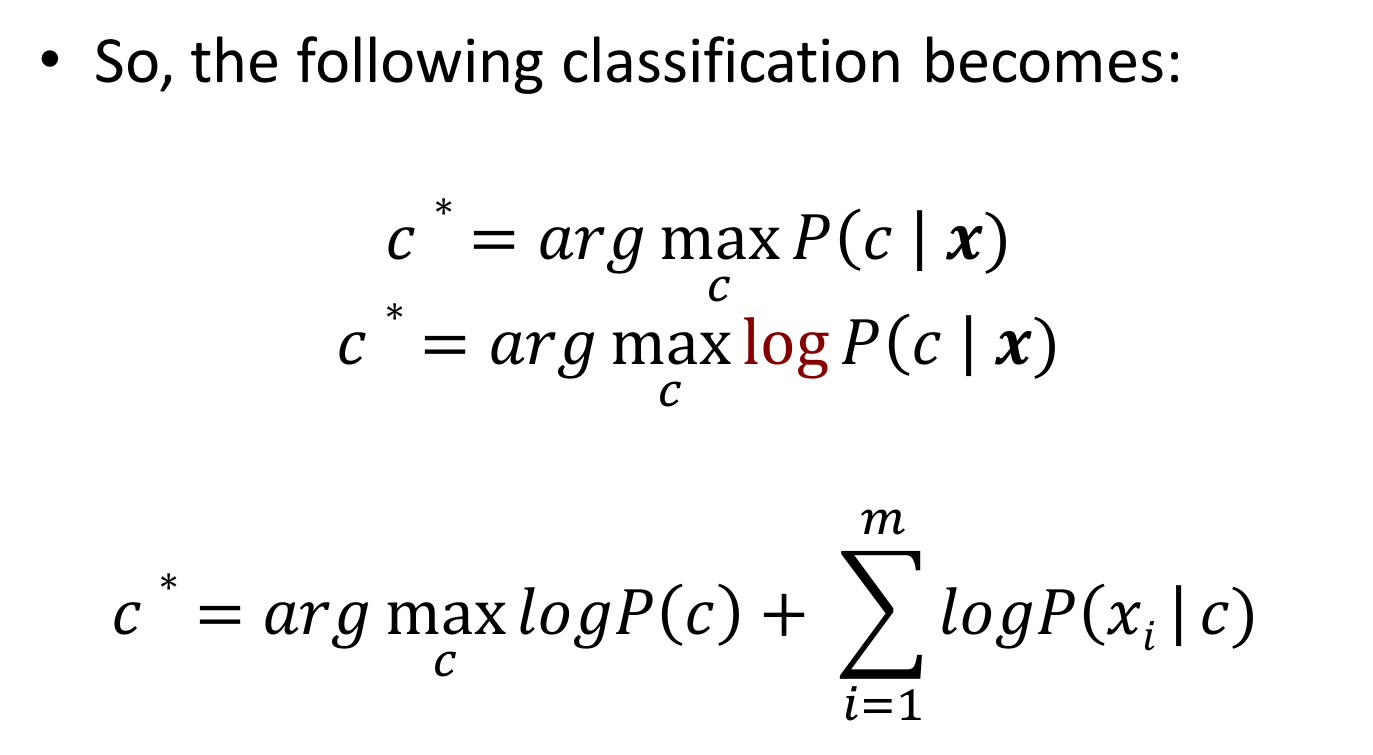 • So, the following classification becomes:
c* = arg max_c P(c | x)
c* = arg max_c log P(c | x)
c* = arg max_c logP(c) + ∑_{i=1}^{m} logP(x_i | c)